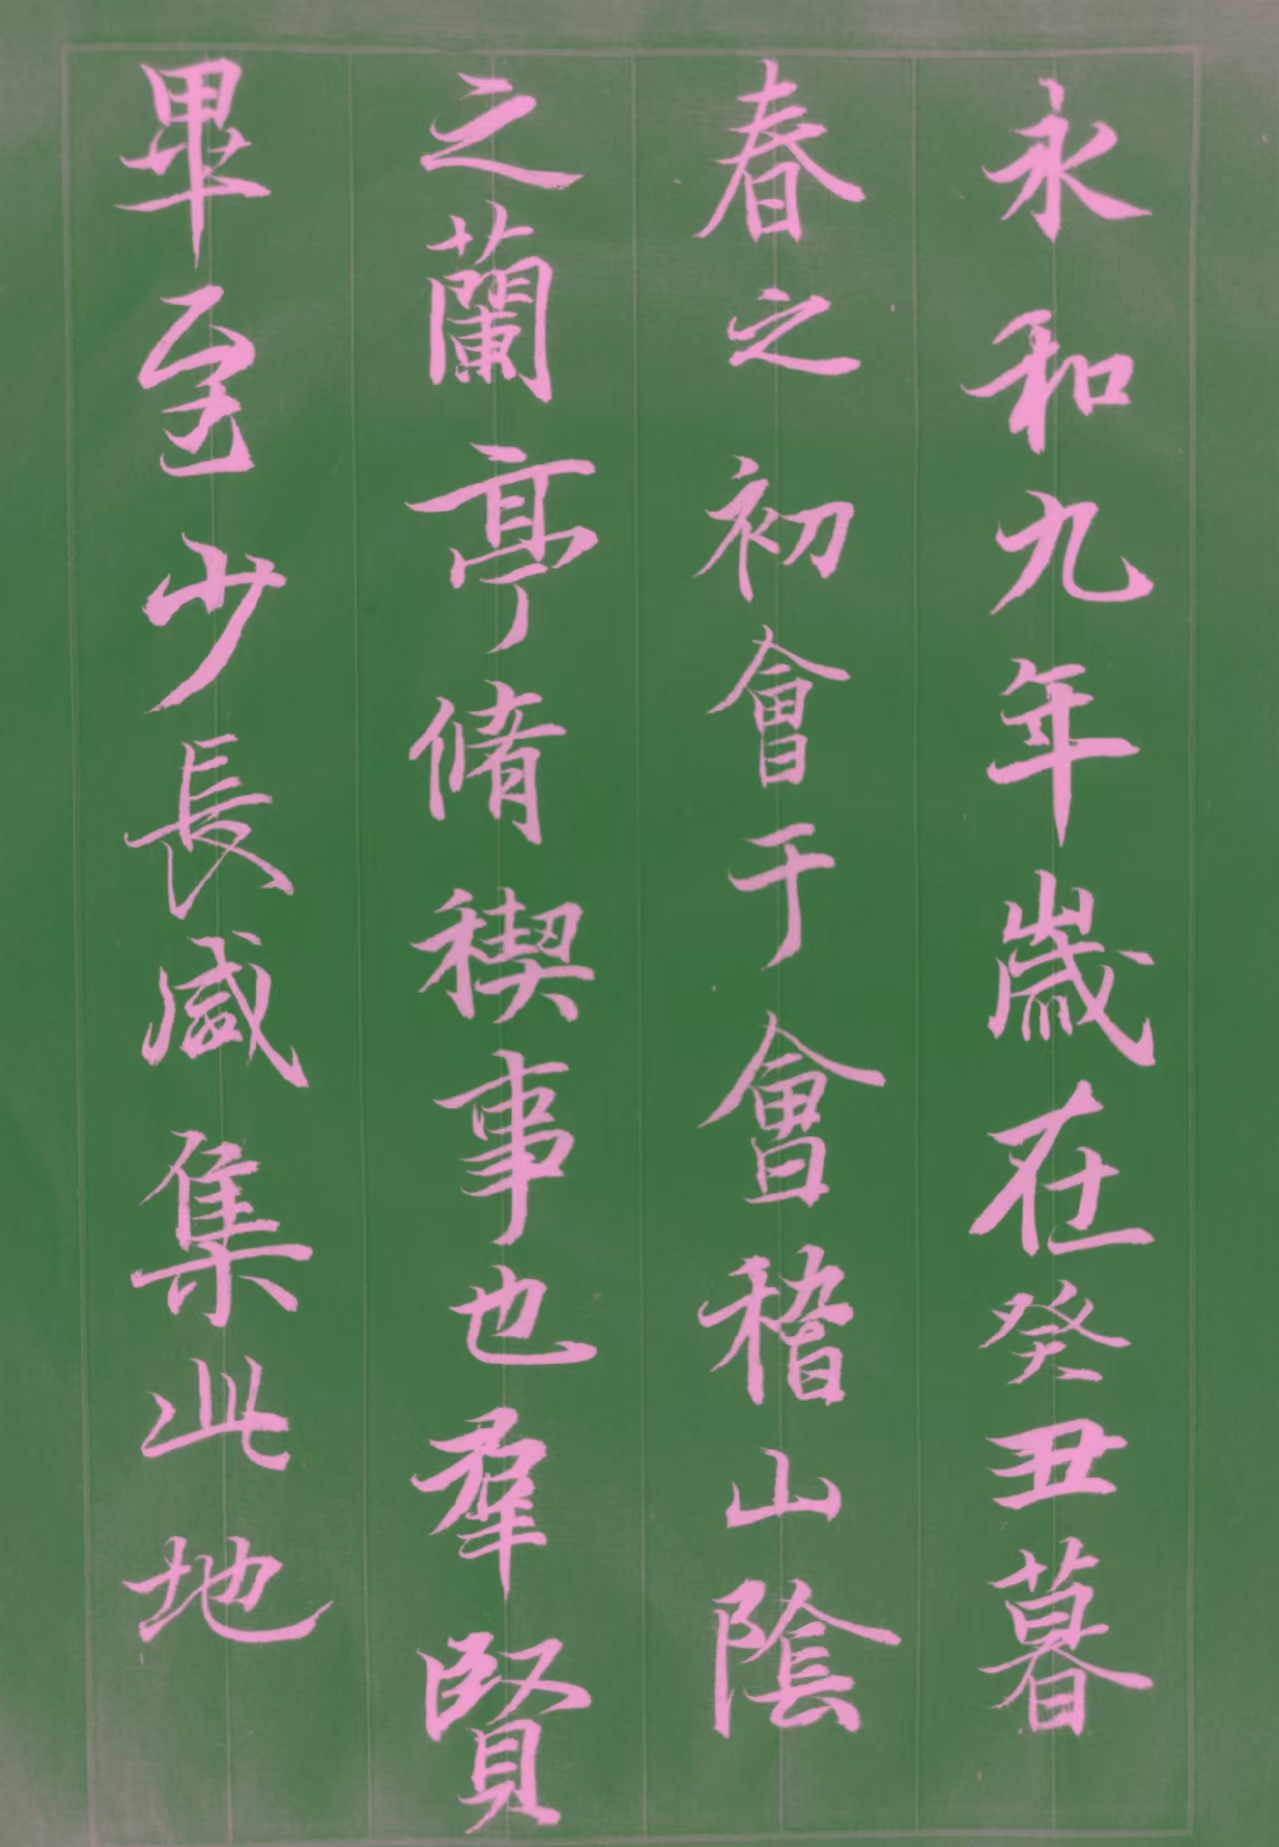 永和九年歲在癸丑暮
春之初會于會稽山陰
之蘭亭脩稧事也羣賢
畢至少長咸集此地